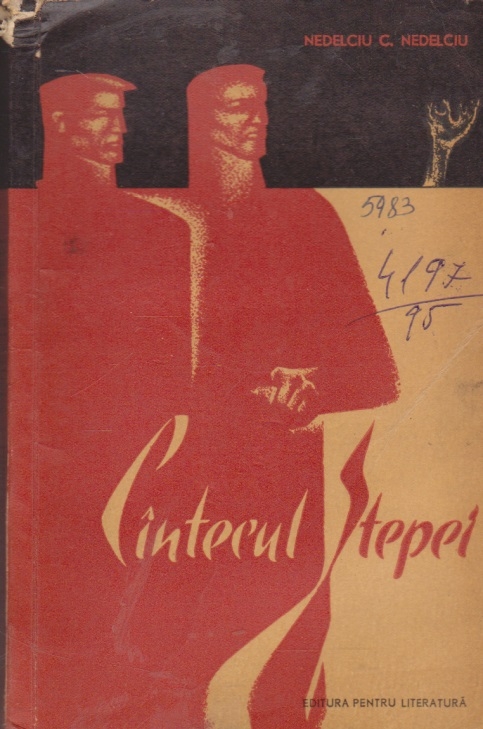 NEDELCIU C. NEDELCIU
5983
4197
95
Cîntecul Stepei
EDITURA PENTRU LITERATURĂ